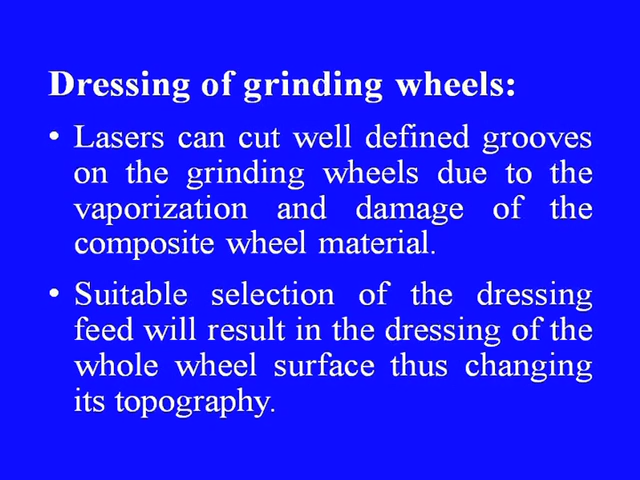 Dressing of grinding wheels:
• Lasers can cut well defined grooves
on the grinding wheels due to the
vaporization and damage of the
composite wheel material.
• Suitable selection of the dressing
feed will result in the dressing of the
whole wheel surface thus changing
its topography.